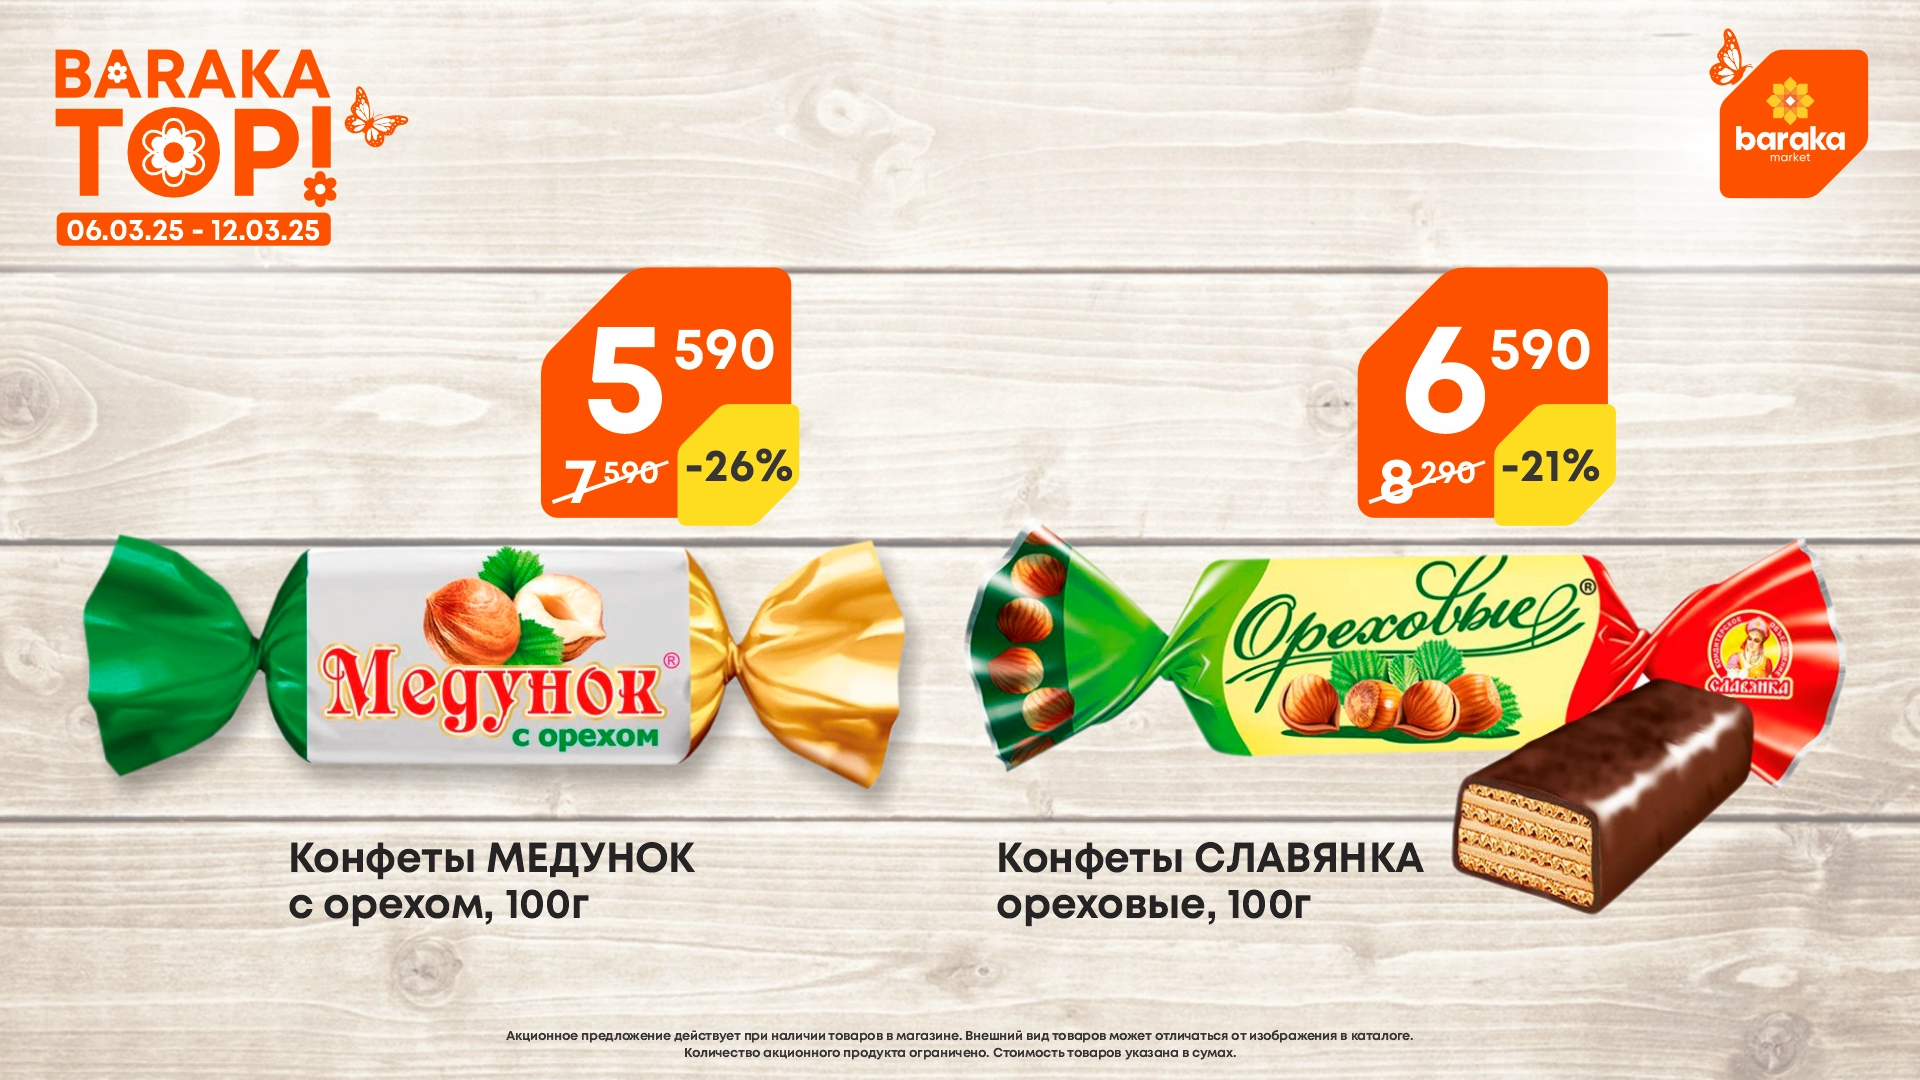 BARAKA
TOP!
06.03.25 - 12.03.25
baraka
market
5 590
7 590
-26%
6 590
8 290
-21%
Медунок®
с орехом
Ореховые®
КОНДИТЕРСКОЕ ОБЪЕДИНЕНИЕ
СЛАВЯНКА
Конфеты МЕДУНОК
с орехом, 100г
Конфеты СЛАВЯНКА
ореховые, 100г
Акционное предложение действует при наличии товаров в магазине. Внешний вид товаров может отличаться от изображения в каталоге.
Количество акционного продукта ограничено. Стоимость товаров указана в сумах.